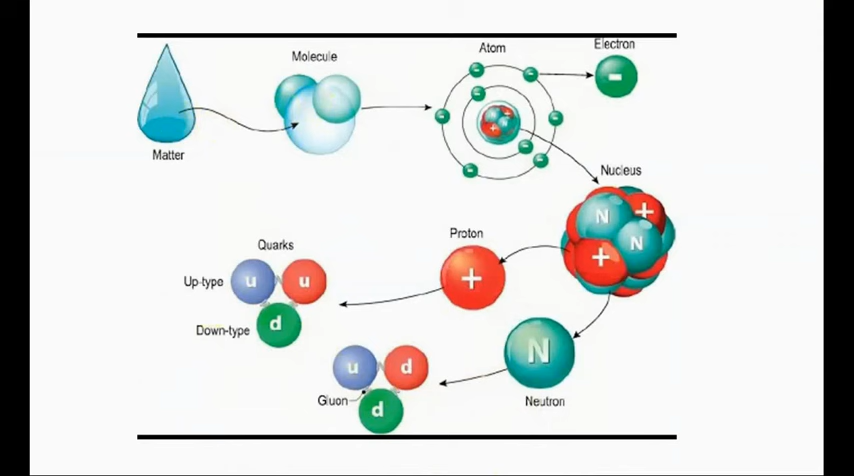 Matter
Molecule
Atom
Electron
-
-
-
-
-
-
-
-
-
+
+
Nucleus
N
+
N
+
Proton
+
Quarks
Up-type
u
u
Down-type
d
N
Neutron
u
d
Gluon
d